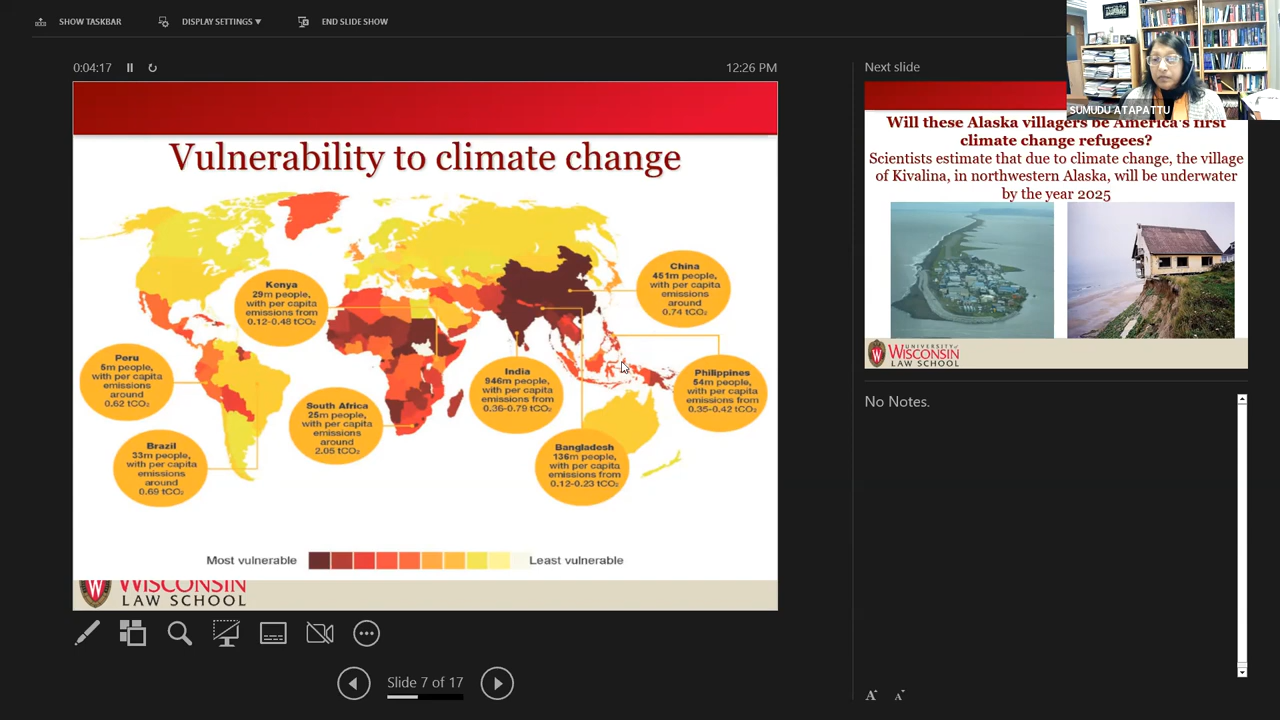 SHOW TASKBAR
DISPLAY SETTINGS ▼
END SLIDE SHOW
0:04:17
12:26 PM
Vulnerability to climate change
Kenya
29m people,
with per capita
emissions from
0.12-0.48 tCO₂
China
451m people,
with per capita
emissions
around
0.74 tCO₂
Peru
5m people,
with per capita
emissions
around
0.62 tCO₂
South Africa
25m people,
with per capita
emissions
around
2.05 tCO₂
India
946m people,
with per capita
emissions from
0.36-0.79 tCO₂
Philippines
54m people,
with per capita
emissions from
0.35-0.42 tCO₂
Brazil
33m people,
with per capita
emissions
around
0.69 tCO₂
Bangladesh
136m people,
with per capita
emissions from
0.12-0.23 tCO₂
Most vulnerable
Least vulnerable
W
WISCONSIN
LAW SCHOOL
Slide 7 of 17
Next slide
SUMUDU ATAPATTU
Will these Alaska villagers be America's first
climate change refugees?
Scientists estimate that due to climate change, the village
of Kivalina, in northwestern Alaska, will be underwater
by the year 2025
W
UNIVERSITY OF
WISCONSIN
LAW SCHOOL
No Notes.
A
A